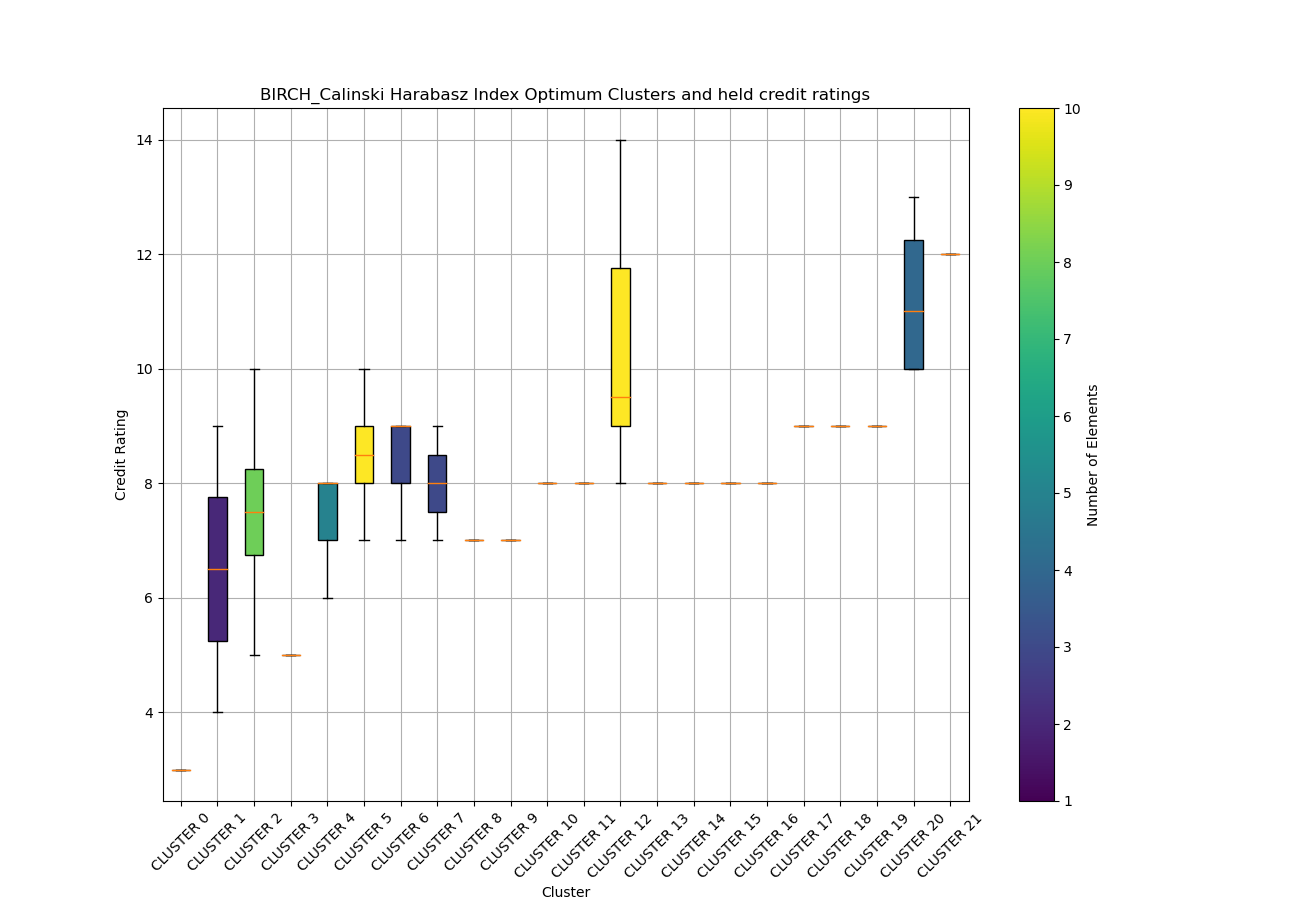 BIRCH_Calinski Harabasz Index Optimum Clusters and held credit ratings
14
12
10
8
6
4
Credit Rating
CLUSTER 0
CLUSTER 1
CLUSTER 2
CLUSTER 3
CLUSTER 4
CLUSTER 5
CLUSTER 6
CLUSTER 7
CLUSTER 8
CLUSTER 9
CLUSTER 10
CLUSTER 11
CLUSTER 12
CLUSTER 13
CLUSTER 14
CLUSTER 15
CLUSTER 16
CLUSTER 17
CLUSTER 18
CLUSTER 19
CLUSTER 20
CLUSTER 21
Cluster
10
9
8
7
6
5
4
3
2
1
Number of Elements